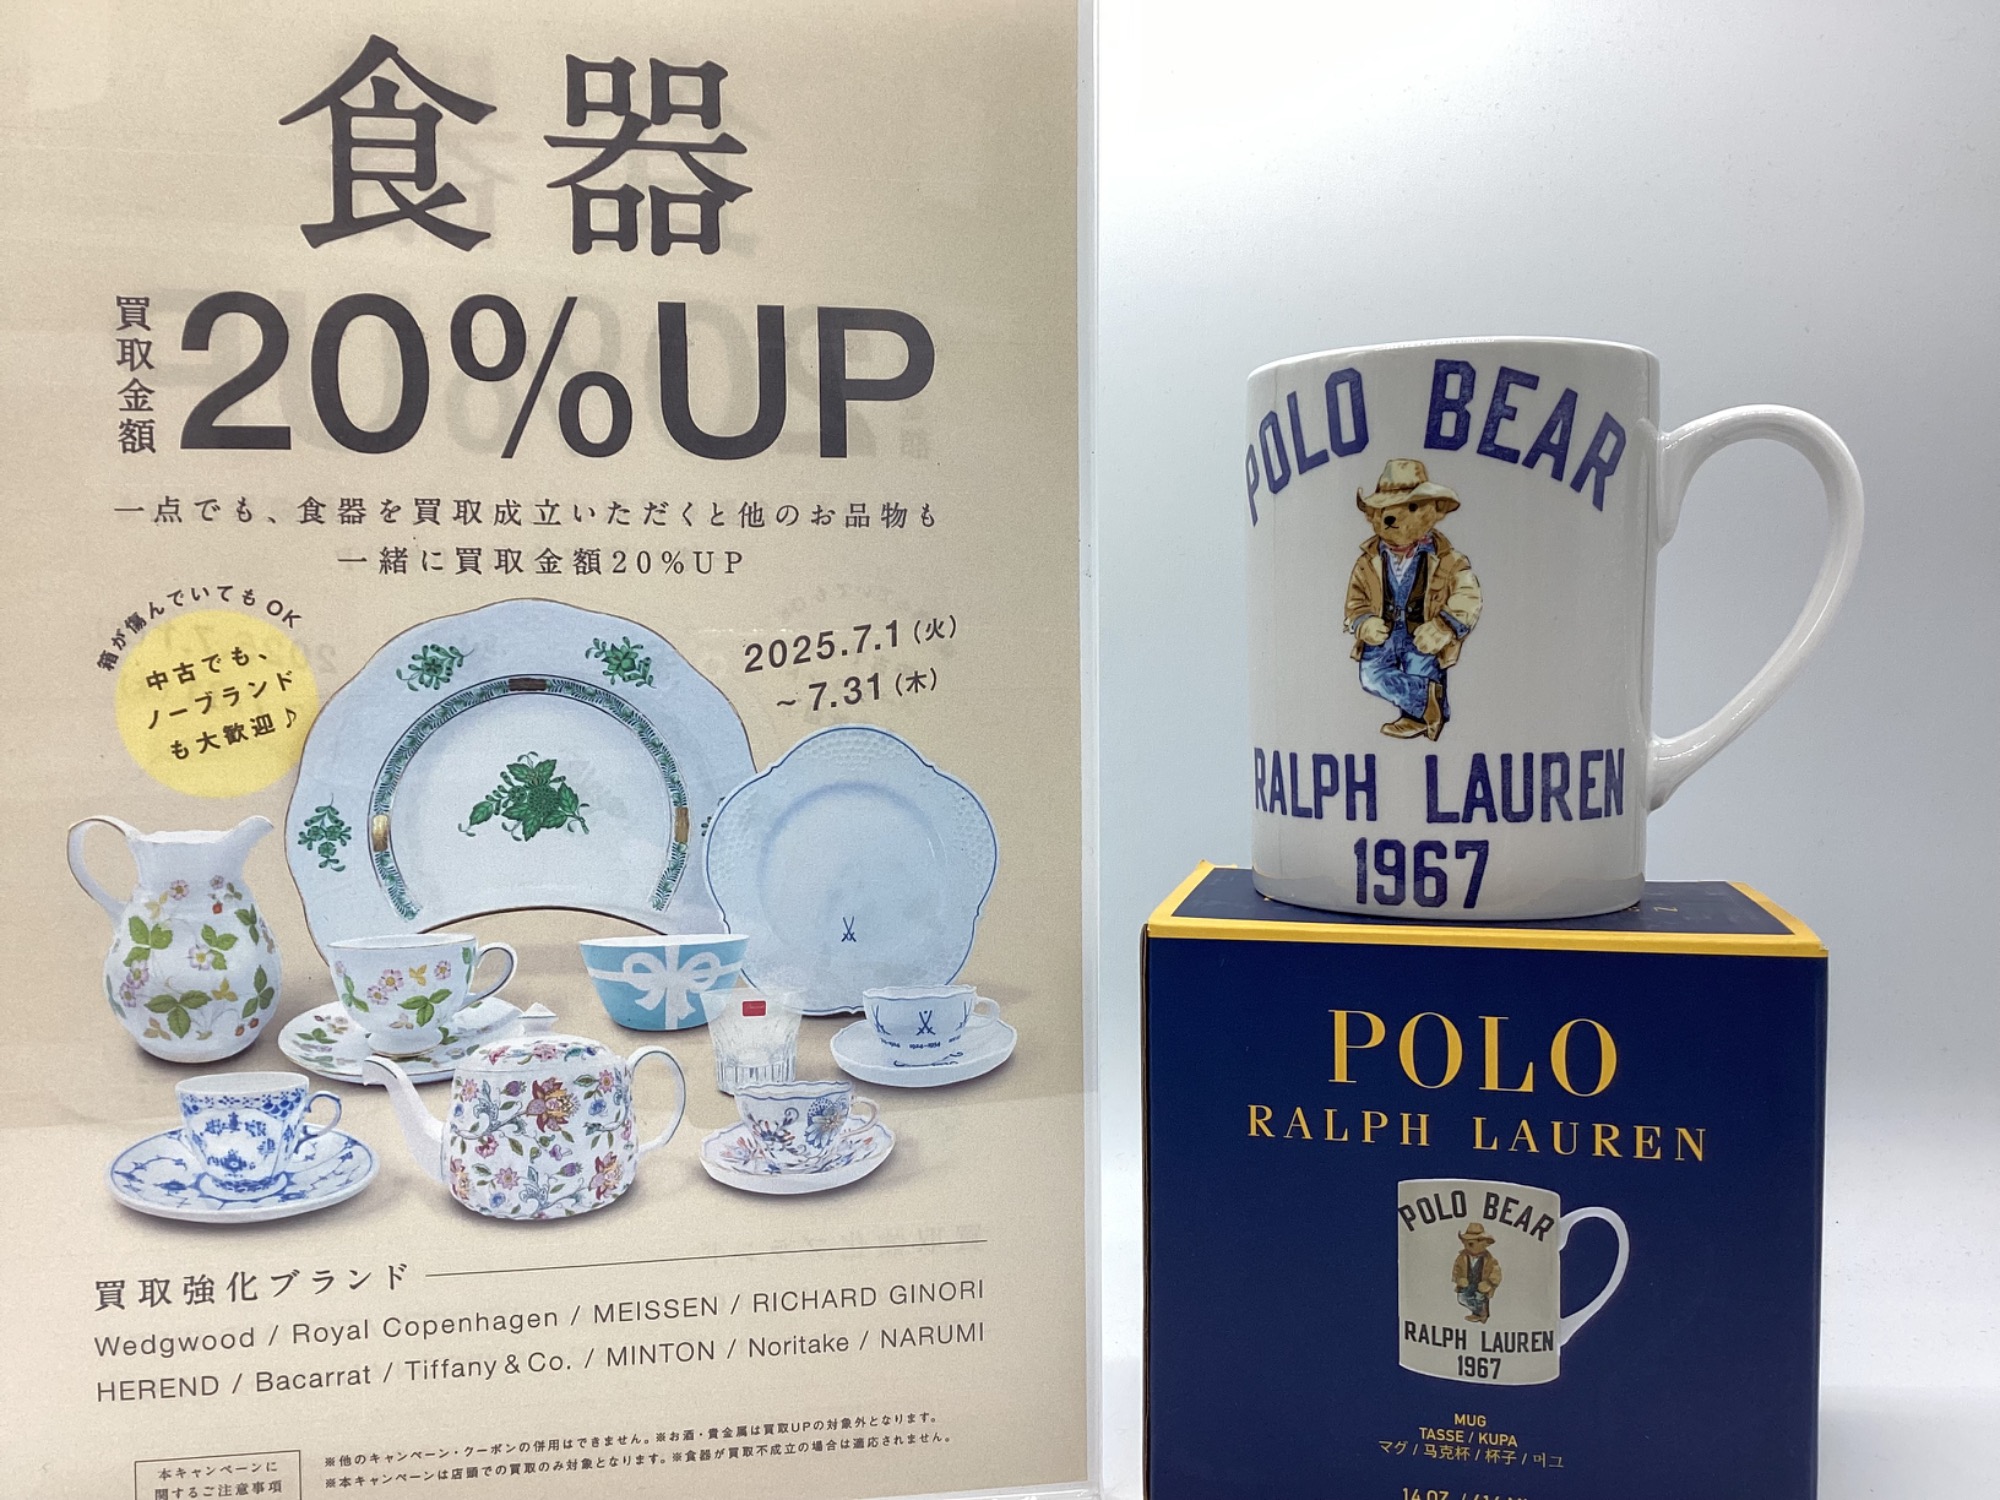 食器
買取金額
20%UP
一点でも、食器を買取成立いただくと他のお品物も
一緒に買取金額20%UP
箱が傷んでいてもOK
中古でも、
ノーブランド
も大歓迎♪
2025.7.1(火)
~7.31(木)
買取強化ブランド
Wedgwood / Royal Copenhagen / MEISSEN / RICHARD GINORI
HEREND / Bacarrat / Tiffany & Co. / MINTON / Noritake / NARUMI
本キャンペーンに
関するご注意事項
※他のキャンペーン・クーポンの併用はできません。※お酒・貴金属は買取UPの対象外となります。
※本キャンペーンは店頭での買取のみ対象となります。※食器が買取不成立の場合は適応されません。
POLO BEAR
RALPH LAUREN
1967
POLO
RALPH LAUREN
POLO BEAR
RALPH LAUREN
1967
MUG
TASSE / KUPA
マグ / 马克杯 / 杯子 / 머그
14 OZ